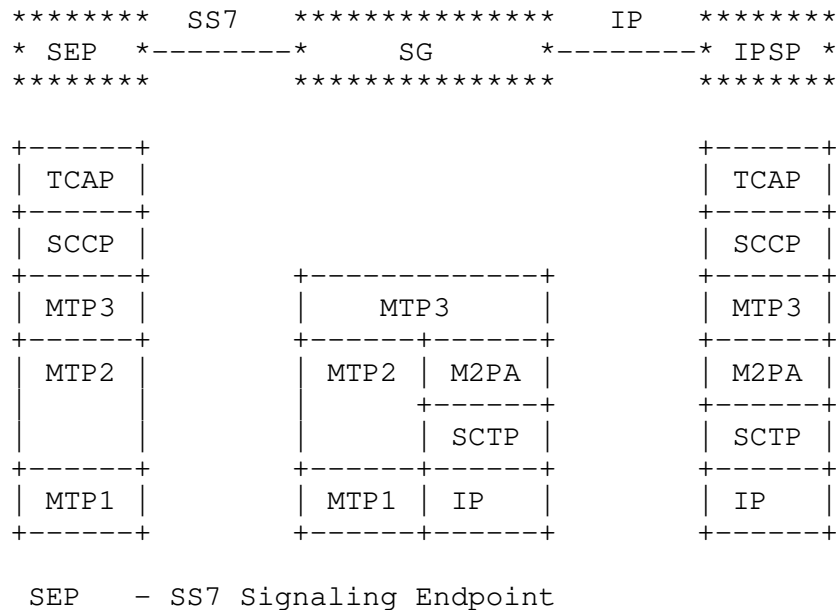 ********  SS7  ***************  IP  ********
* SEP  *--------*      SG       *--------* IPSP *
********       ***************      ********
+------+                                +------+
| TCAP |                                | TCAP |
+------+                                +------+
| SCCP |                                | SCCP |
+------+        +-------------+         +------+
| MTP3 |        |    MTP3     |         | MTP3 |
+------+        +------+------+         +------+
| MTP2 |        | MTP2 | M2PA |         | M2PA |
|      |        |      +------+         +------+
|      |        |      | SCTP |         | SCTP |
+------+        +------+------+         +------+
| MTP1 |        | MTP1 | IP   |         | IP   |
+------+        +------+------+         +------+
SEP   - SS7 Signaling Endpoint